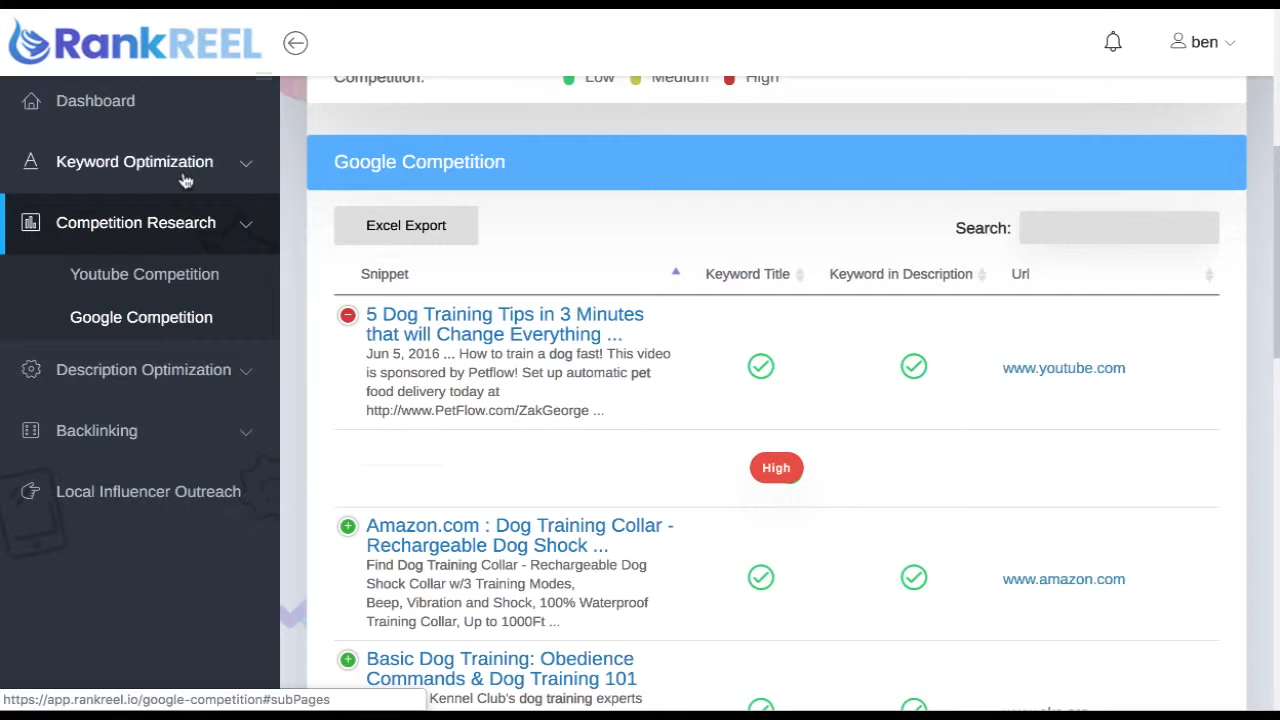 RankREEL
ben
Competition: Low Medium High
Dashboard
Keyword Optimization
Competition Research
Youtube Competition
Google Competition
Description Optimization
Backlinking
Local Influencer Outreach
Google Competition
Excel Export
Search:
Snippet Keyword Title Keyword in Description Url
5 Dog Training Tips in 3 Minutes
that will Change Everything ...
Jun 5, 2016 ... How to train a dog fast! This video
is sponsored by Petflow! Set up automatic pet
food delivery today at
http://www.PetFlow.com/ZakGeorge ...
www.youtube.com
High
Amazon.com : Dog Training Collar -
Rechargeable Dog Shock ...
Find Dog Training Collar - Rechargeable Dog
Shock Collar w/3 Training Modes,
Beep, Vibration and Shock, 100% Waterproof
Training Collar, Up to 1000Ft ...
www.amazon.com
Basic Dog Training: Obedience
Commands & Dog Training 101
Kennel Club's dog training experts
https://app.rankreel.io/google-competition#subPages